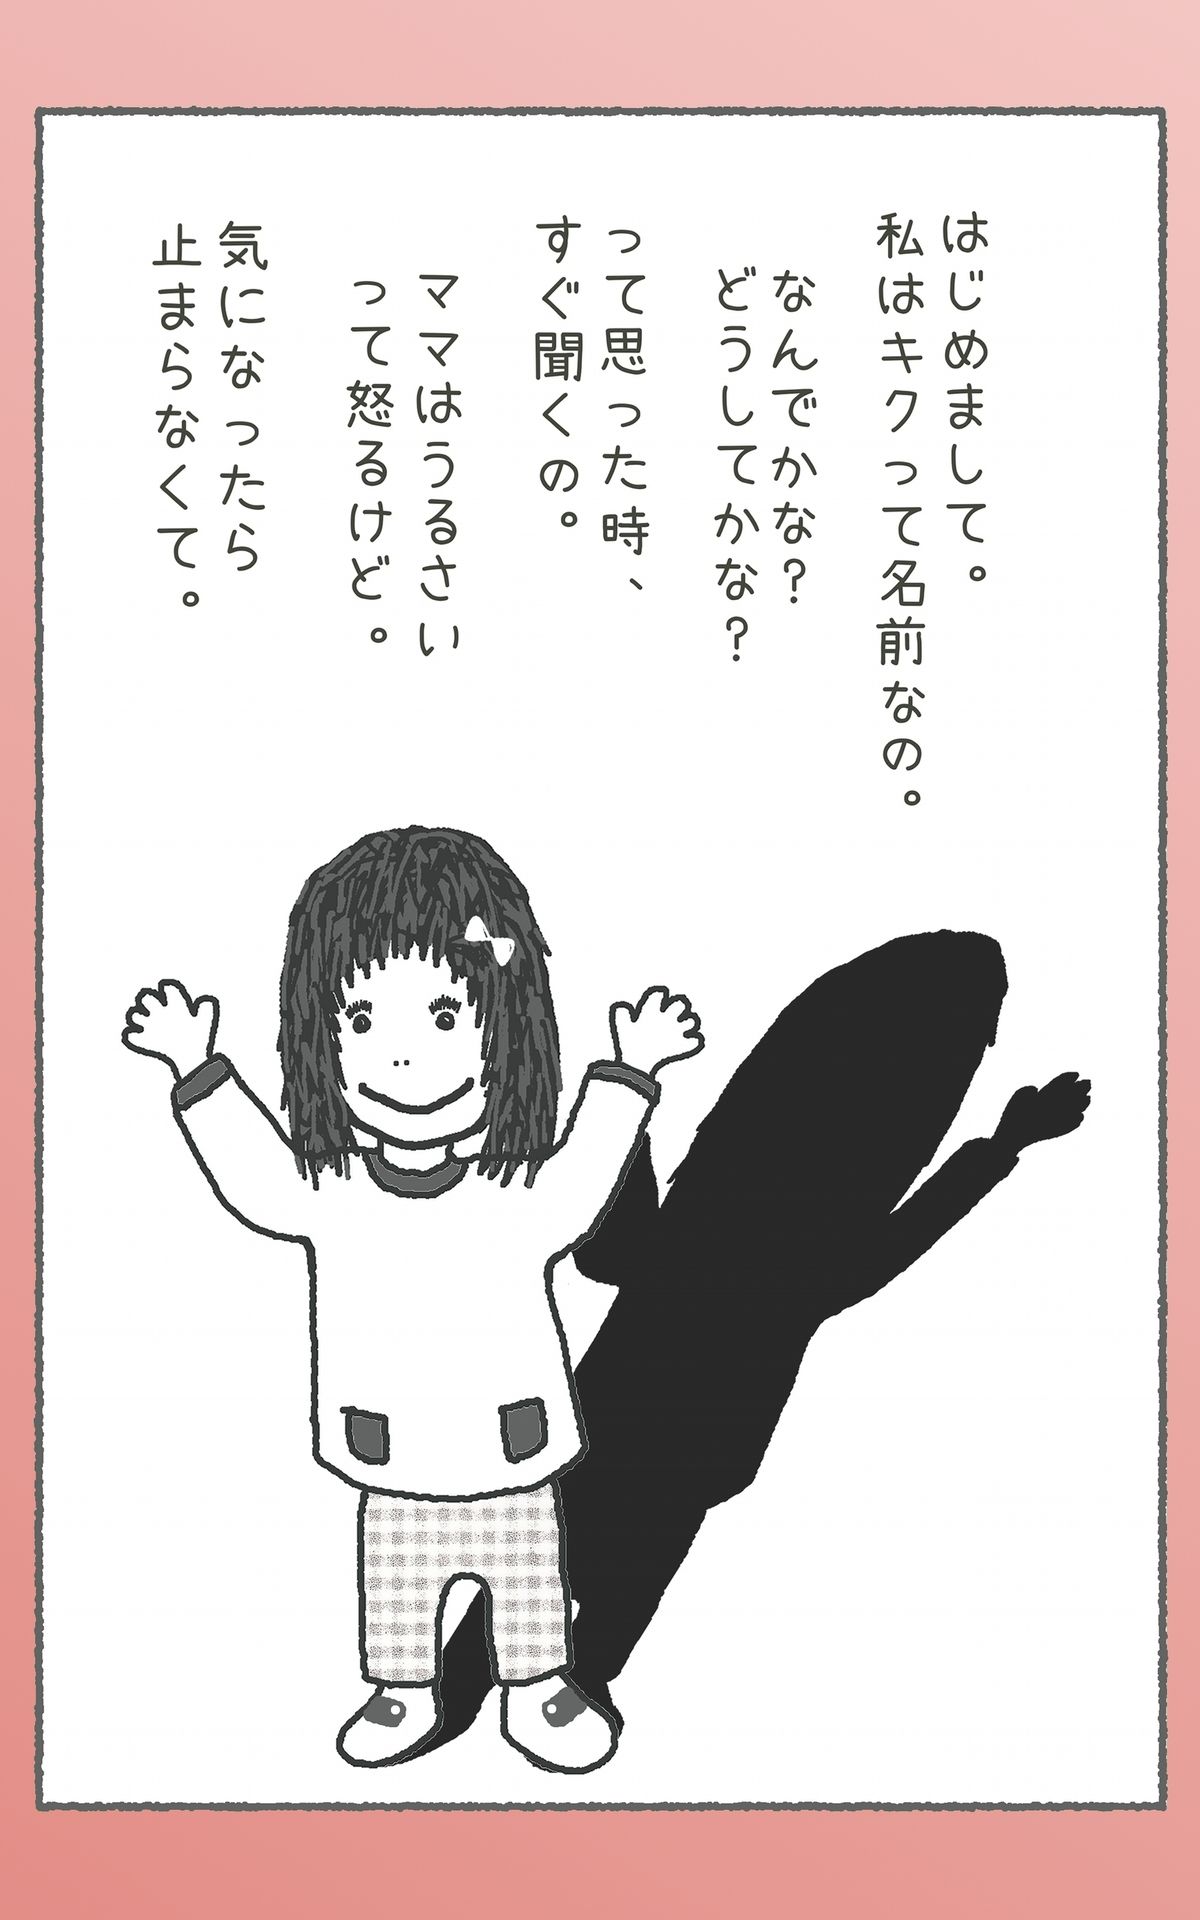 はじめまして。
私はキクって名前なの。
なんでかな?
どうしてかな?
って思った時、
すぐ聞くの。
ママはうるさい
って怒るけど。
気になったら
止まらなくて。